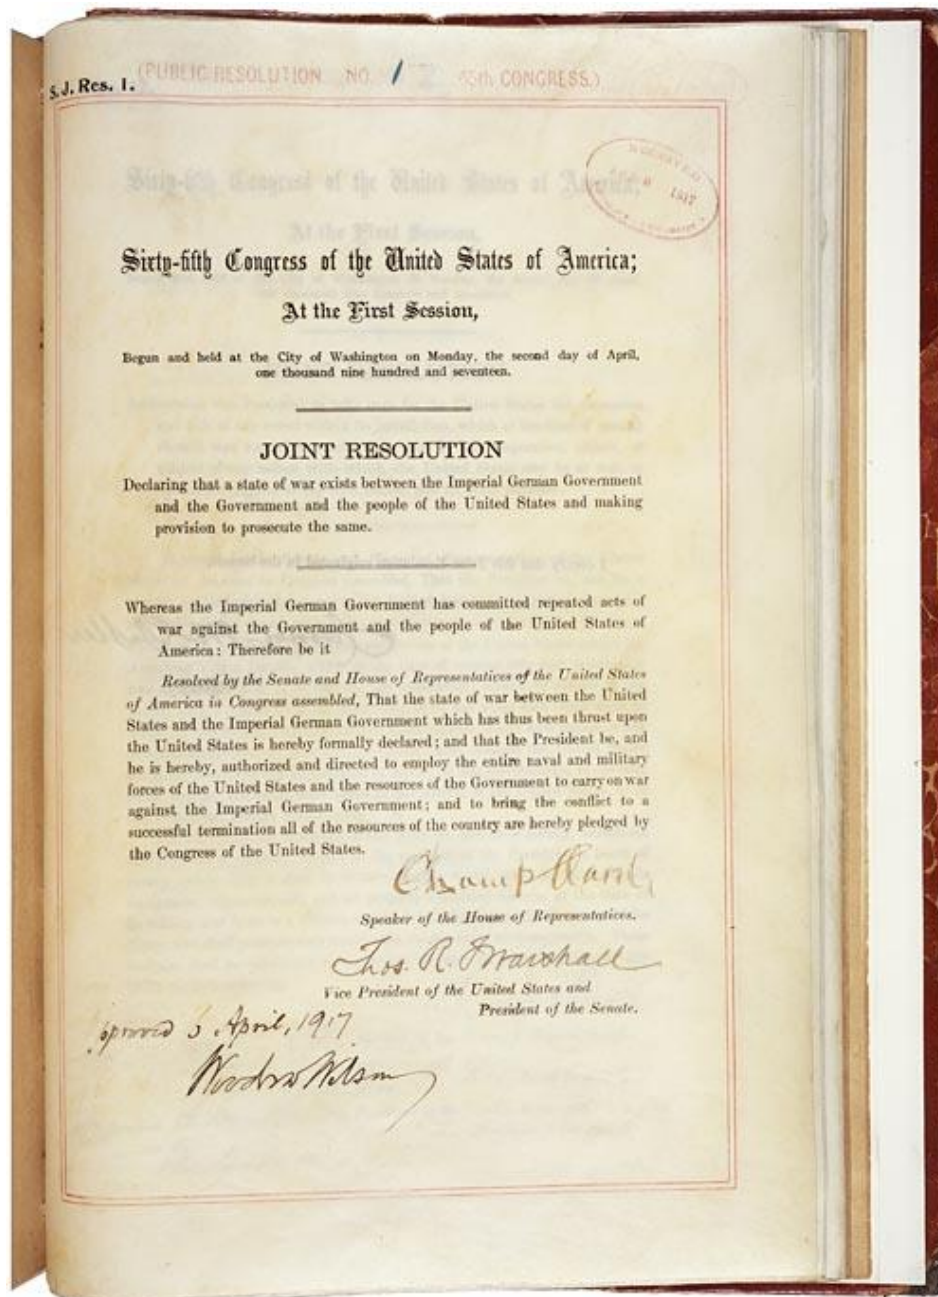 S. J. Res. 1.
(PUBLIC RESOLUTION NO. 1 65th CONGRESS.)
RECEIVED
1917
Sixty-fifth Congress of the United States of America;
At the First Session,
Begun and held at the City of Washington on Monday, the second day of April,
one thousand nine hundred and seventeen.
JOINT RESOLUTION
Declaring that a state of war exists between the Imperial German Government
and the Government and the people of the United States and making
provision to prosecute the same.
Whereas the Imperial German Government has committed repeated acts of
war against the Government and the people of the United States of
America: Therefore be it
Resolved by the Senate and House of Representatives of the United States
of America in Congress assembled, That the state of war between the United
States and the Imperial German Government which has thus been thrust upon
the United States is hereby formally declared; and that the President be, and
he is hereby, authorized and directed to employ the entire naval and military
forces of the United States and the resources of the Government to carry on war
against the Imperial German Government; and to bring the conflict to a
successful termination all of the resources of the country are hereby pledged by
the Congress of the United States.
Champ Clark
Speaker of the House of Representatives.
Thos. R. Marshall
Vice President of the United States and
President of the Senate.
April, 1917
Woodrow Wilson